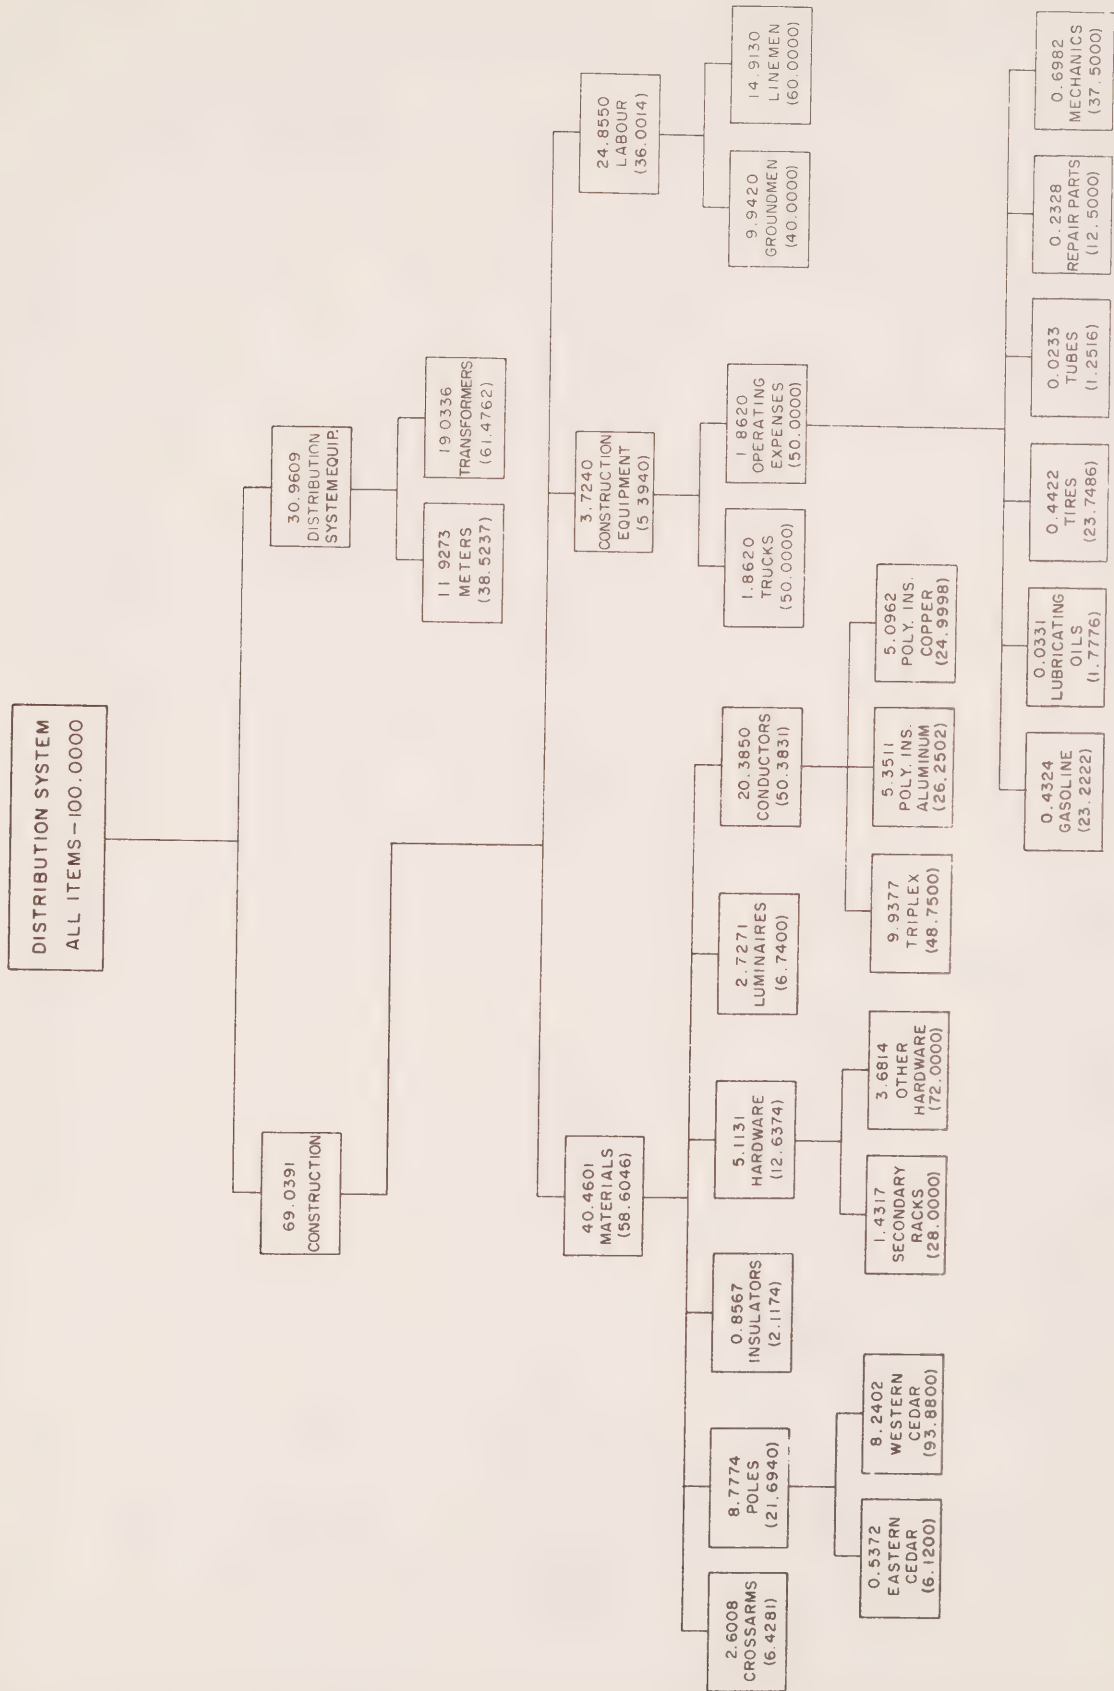 DISTRIBUTION SYSTEM
ALL ITEMS-100.0000
69.0391
CONSTRUCTION
30.9609
DISTRIBUTION
SYSTEM EQUIP.
11.9273
METERS
(38.5237)
19.0336
TRANSFORMERS
(61.4762)
40.4601
MATERIALS
(58.6046)
3.7240
CONSTRUCTION
EQUIPMENT
(5.3940)
24.8550
LABOUR
(36.0014)
2.6008
CROSSARMS
(6.4281)
8.7774
POLES
(21.6940)
0.8567
INSULATORS
(2.1174)
5.1131
HARDWARE
(12.6374)
2.7271
LUMINAIRES
(6.7400)
20.3850
CONDUCTORS
(50.3831)
1.8620
TRUCKS
(50.0000)
1.8620
OPERATING
EXPENSES
(50.0000)
9.9420
GROUNDMEN
(40.0000)
14.9130
LINEMEN
(60.0000)
0.5372
EASTERN
CEDAR
(6.1200)
8.2402
WESTERN
CEDAR
(93.8800)
1.4317
SECONDARY
RACKS
(28.0000)
3.6814
OTHER
HARDWARE
(72.0000)
9.9377
TRIPLEX
(48.7500)
5.3511
POLY. INS.
ALUMINUM
(26.2502)
5.0962
POLY. INS.
COPPER
(24.9998)
0.4324
GASOLINE
(23.2222)
0.0331
LUBRICATING
OILS
(1.7776)
0.4422
TIRES
(23.7486)
0.0233
TUBES
(1.2516)
0.2328
REPAIR PARTS
(12.5000)
0.6982
MECHANICS
(37.5000)